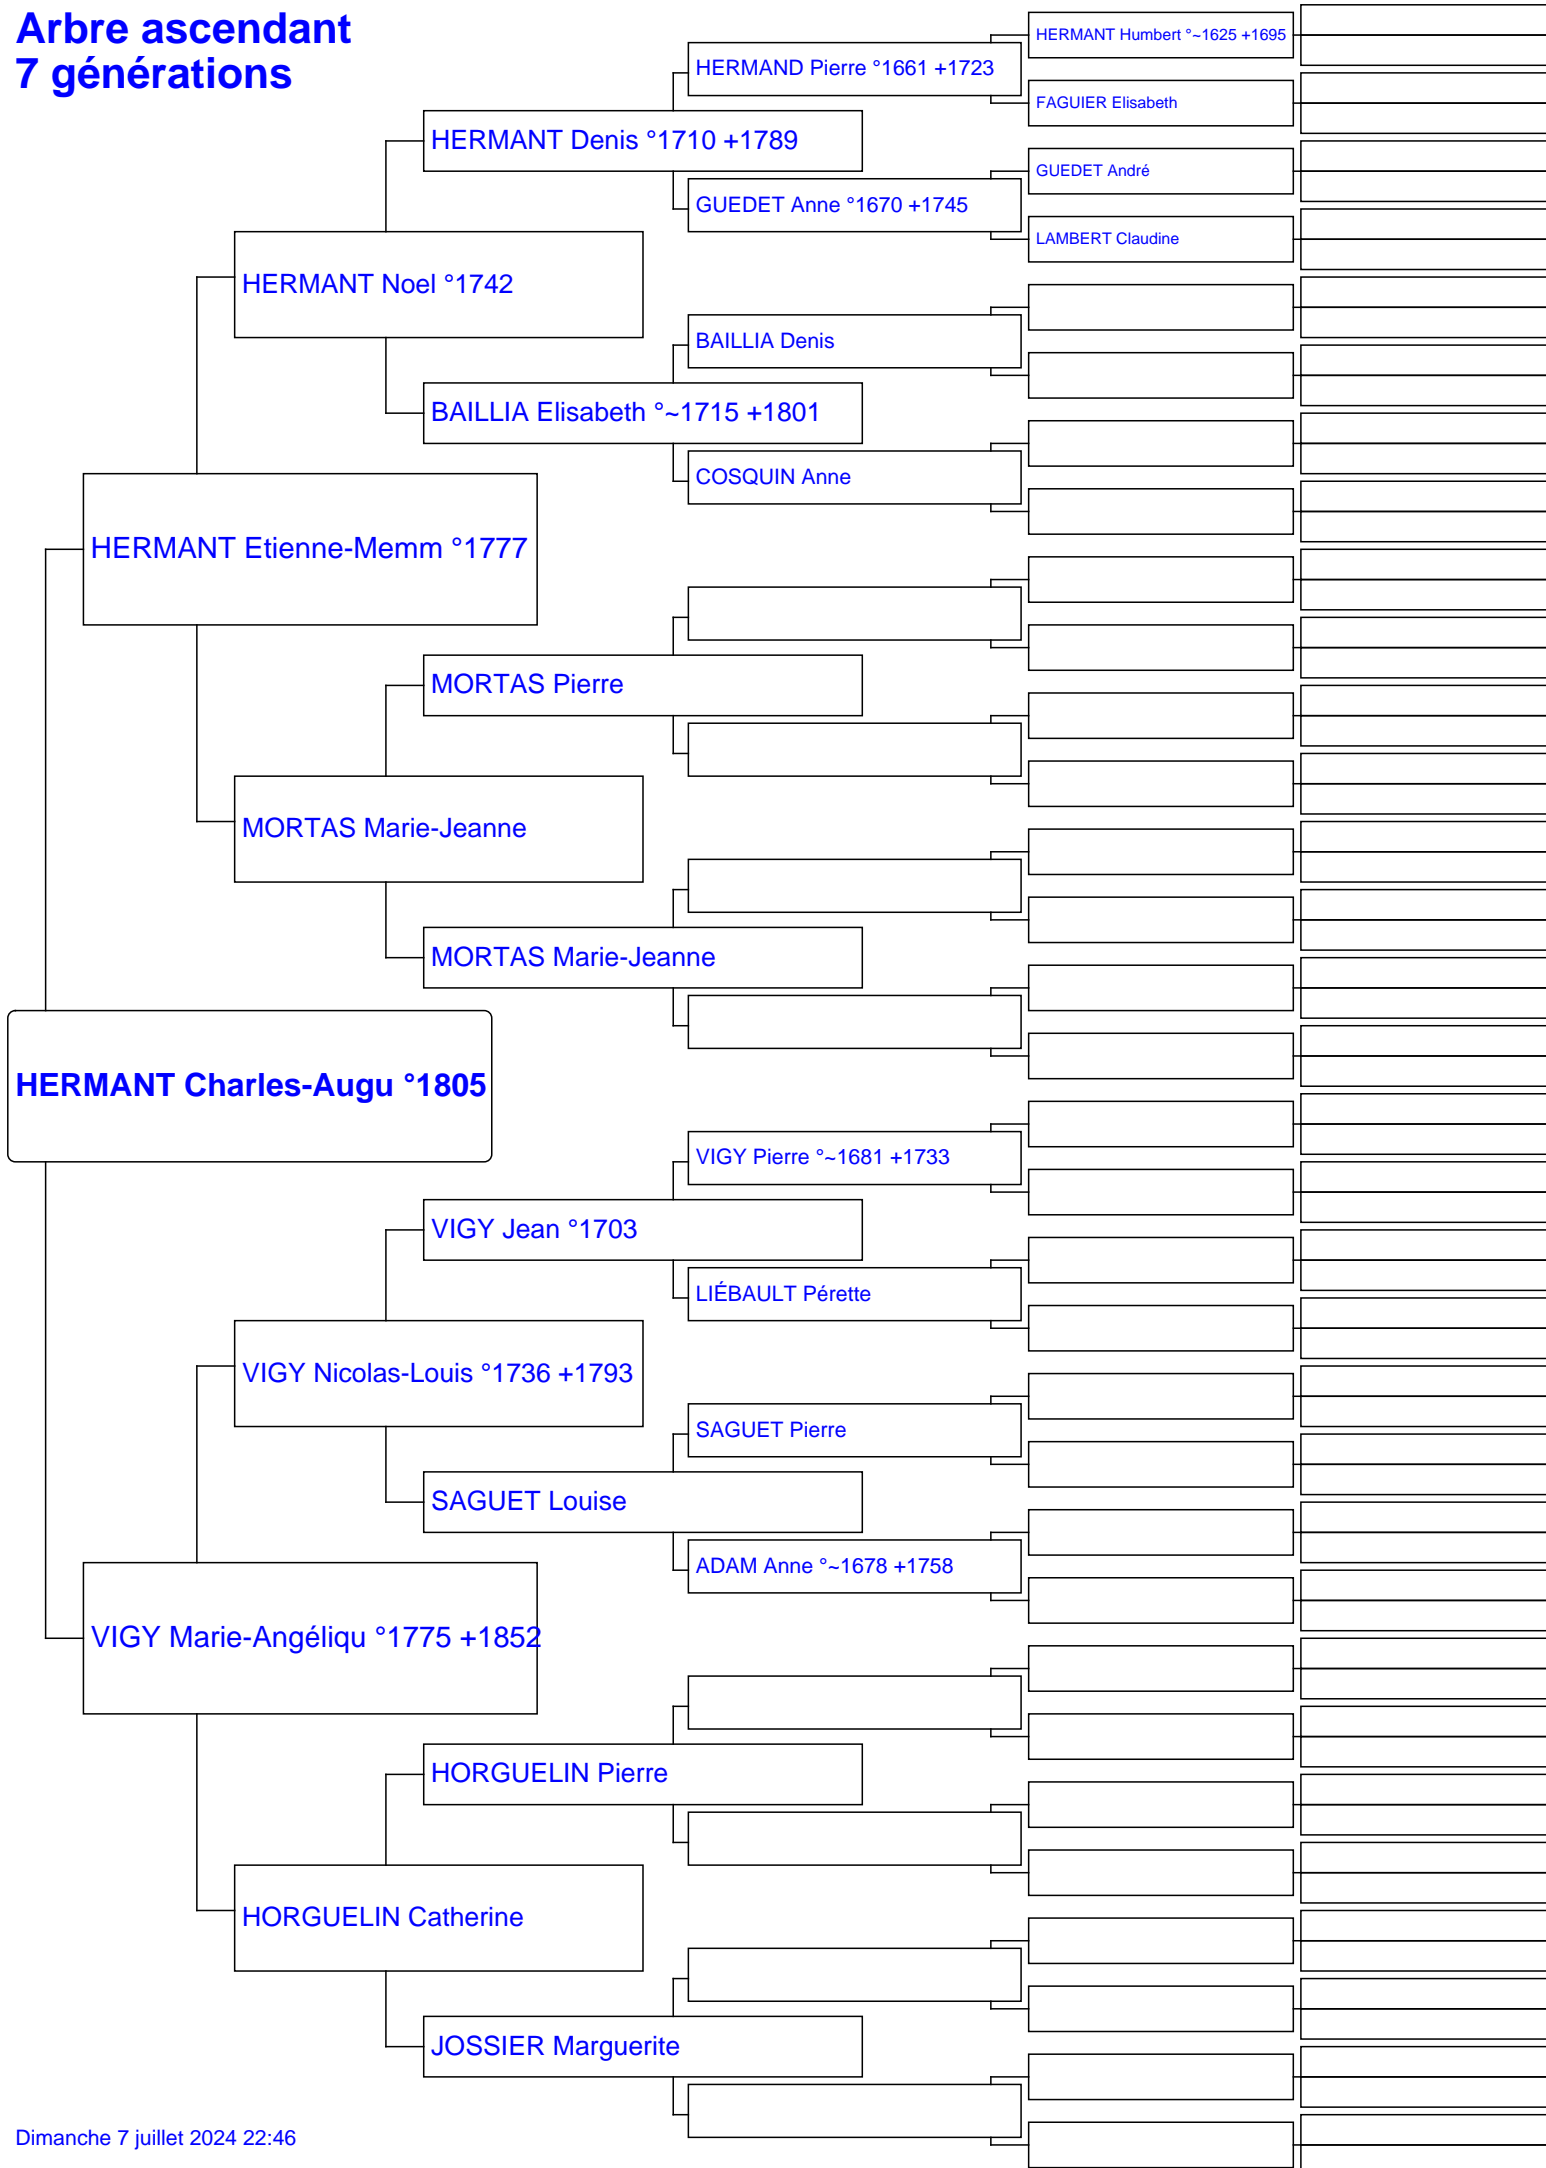 Arbre ascendant
7 générations
HERMANT Humbert °~1625 +1695
HERMAND Pierre °1661 +1723
FAGUIER Elisabeth
HERMANT Denis °1710 +1789
GUEDET André
GUEDET Anne °1670 +1745
LAMBERT Claudine
HERMANT Noel °1742
BAILLIA Denis
BAILLIA Elisabeth °~1715 +1801
COSQUIN Anne
HERMANT Etienne-Memm °1777
MORTAS Pierre
MORTAS Marie-Jeanne
MORTAS Marie-Jeanne
HERMANT Charles-Augu °1805
VIGY Pierre °~1681 +1733
VIGY Jean °1703
LIÉBAULT Pérette
VIGY Nicolas-Louis °1736 +1793
SAGUET Pierre
SAGUET Louise
ADAM Anne °~1678 +1758
VIGY Marie-Angéliqu °1775 +1852
HORGUELIN Pierre
HORGUELIN Catherine
JOSSIER Marguerite
Dimanche 7 juillet 2024 22:46